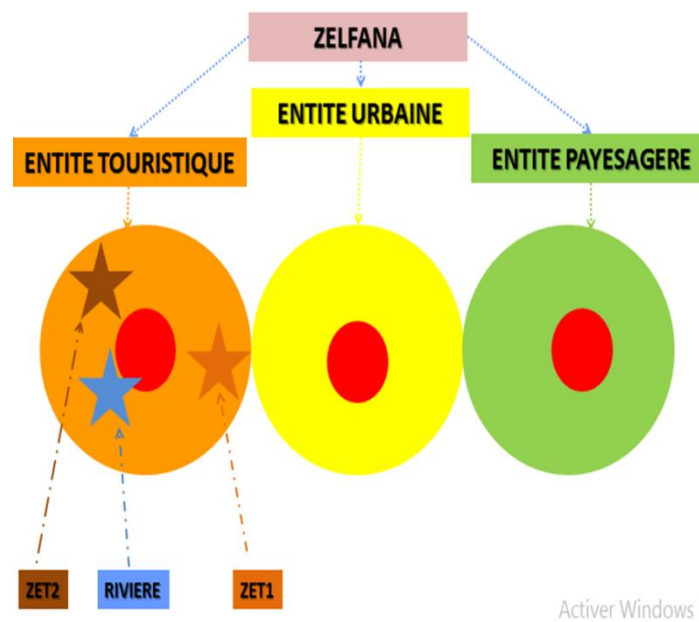 ZELFANA
ENTITE URBAINE
ENTITE TOURISTIQUE
ENTITE PAYESAGERE
ZET2
RIVIERE
ZET1
Activer Windows